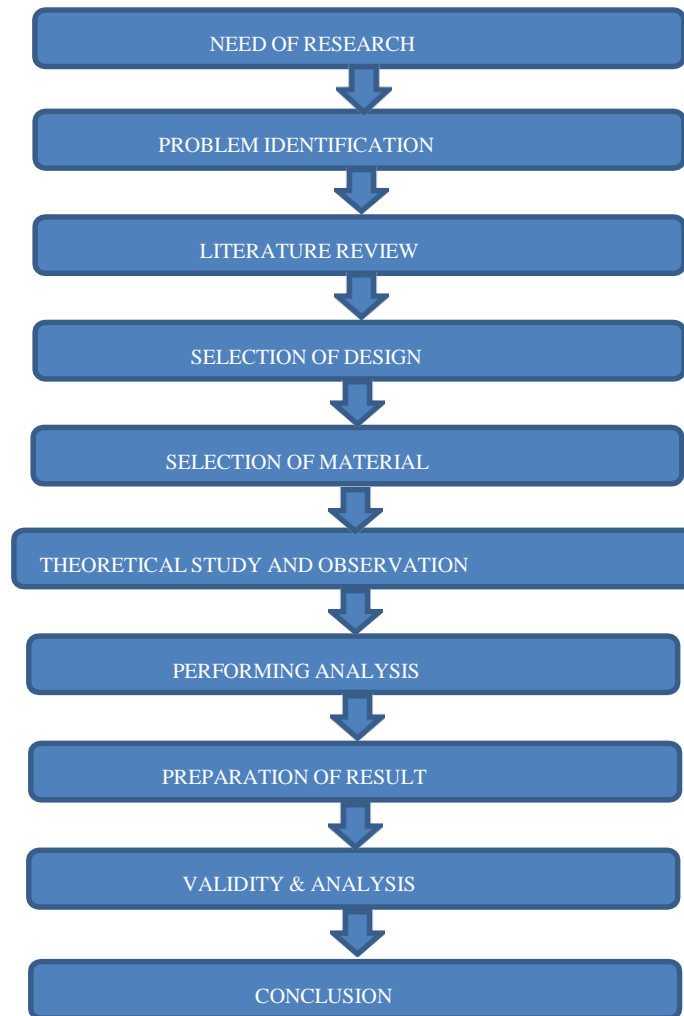 NEED OF RESEARCH
PROBLEM IDENTIFICATION
LITERATURE REVIEW
SELECTION OF DESIGN
SELECTION OF MATERIAL
THEORETICAL STUDY AND OBSERVATION
PERFORMING ANALYSIS
PREPARATION OF RESULT
VALIDITY & ANALYSIS
CONCLUSION